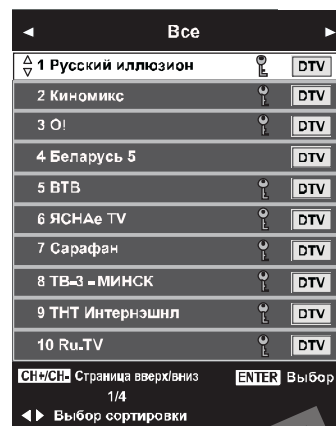 Все
1 Русский иллюзион DTV
2 Киномикс DTV
3 О! DTV
4 Беларусь 5 DTV
5 ВТВ DTV
6 ЯСНАе TV DTV
7 Сарафан DTV
8 ТВ-3 - МИНСК DTV
9 ТНТ Интернэшнл DTV
10 Ru.TV DTV
CH+/CH- Страница вверх/вниз ENTER Выбор
1/4
Выбор сортировки